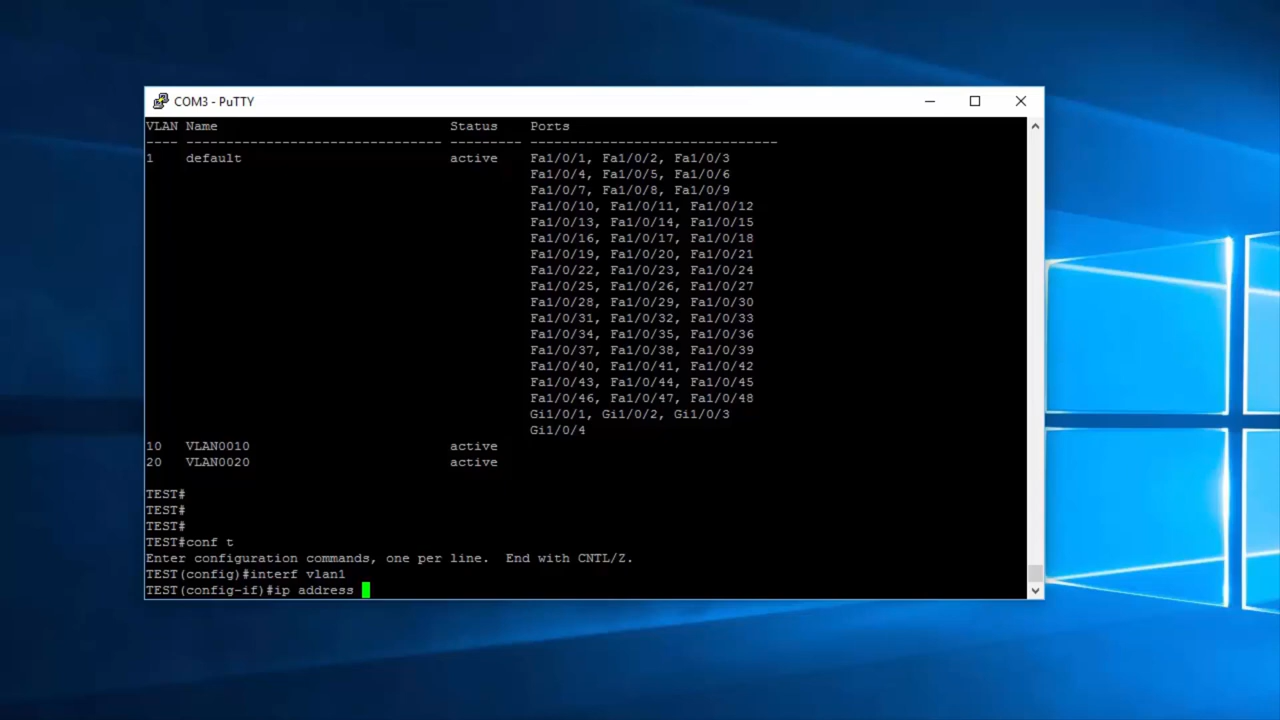 COM3 - PuTTY
VLAN Name Status Ports
---- -------------------------------- --------- -------------------------------
1 default active Fa1/0/1, Fa1/0/2, Fa1/0/3
Fa1/0/4, Fa1/0/5, Fa1/0/6
Fa1/0/7, Fa1/0/8, Fa1/0/9
Fa1/0/10, Fa1/0/11, Fa1/0/12
Fa1/0/13, Fa1/0/14, Fa1/0/15
Fa1/0/16, Fa1/0/17, Fa1/0/18
Fa1/0/19, Fa1/0/20, Fa1/0/21
Fa1/0/22, Fa1/0/23, Fa1/0/24
Fa1/0/25, Fa1/0/26, Fa1/0/27
Fa1/0/28, Fa1/0/29, Fa1/0/30
Fa1/0/31, Fa1/0/32, Fa1/0/33
Fa1/0/34, Fa1/0/35, Fa1/0/36
Fa1/0/37, Fa1/0/38, Fa1/0/39
Fa1/0/40, Fa1/0/41, Fa1/0/42
Fa1/0/43, Fa1/0/44, Fa1/0/45
Fa1/0/46, Fa1/0/47, Fa1/0/48
Gi1/0/1, Gi1/0/2, Gi1/0/3
Gi1/0/4
10 VLAN0010 active
20 VLAN0020 active
TEST#
TEST#
TEST#
TEST#conf t
Enter configuration commands, one per line. End with CNTL/Z.
TEST(config)#interf vlan1
TEST(config-if)#ip address